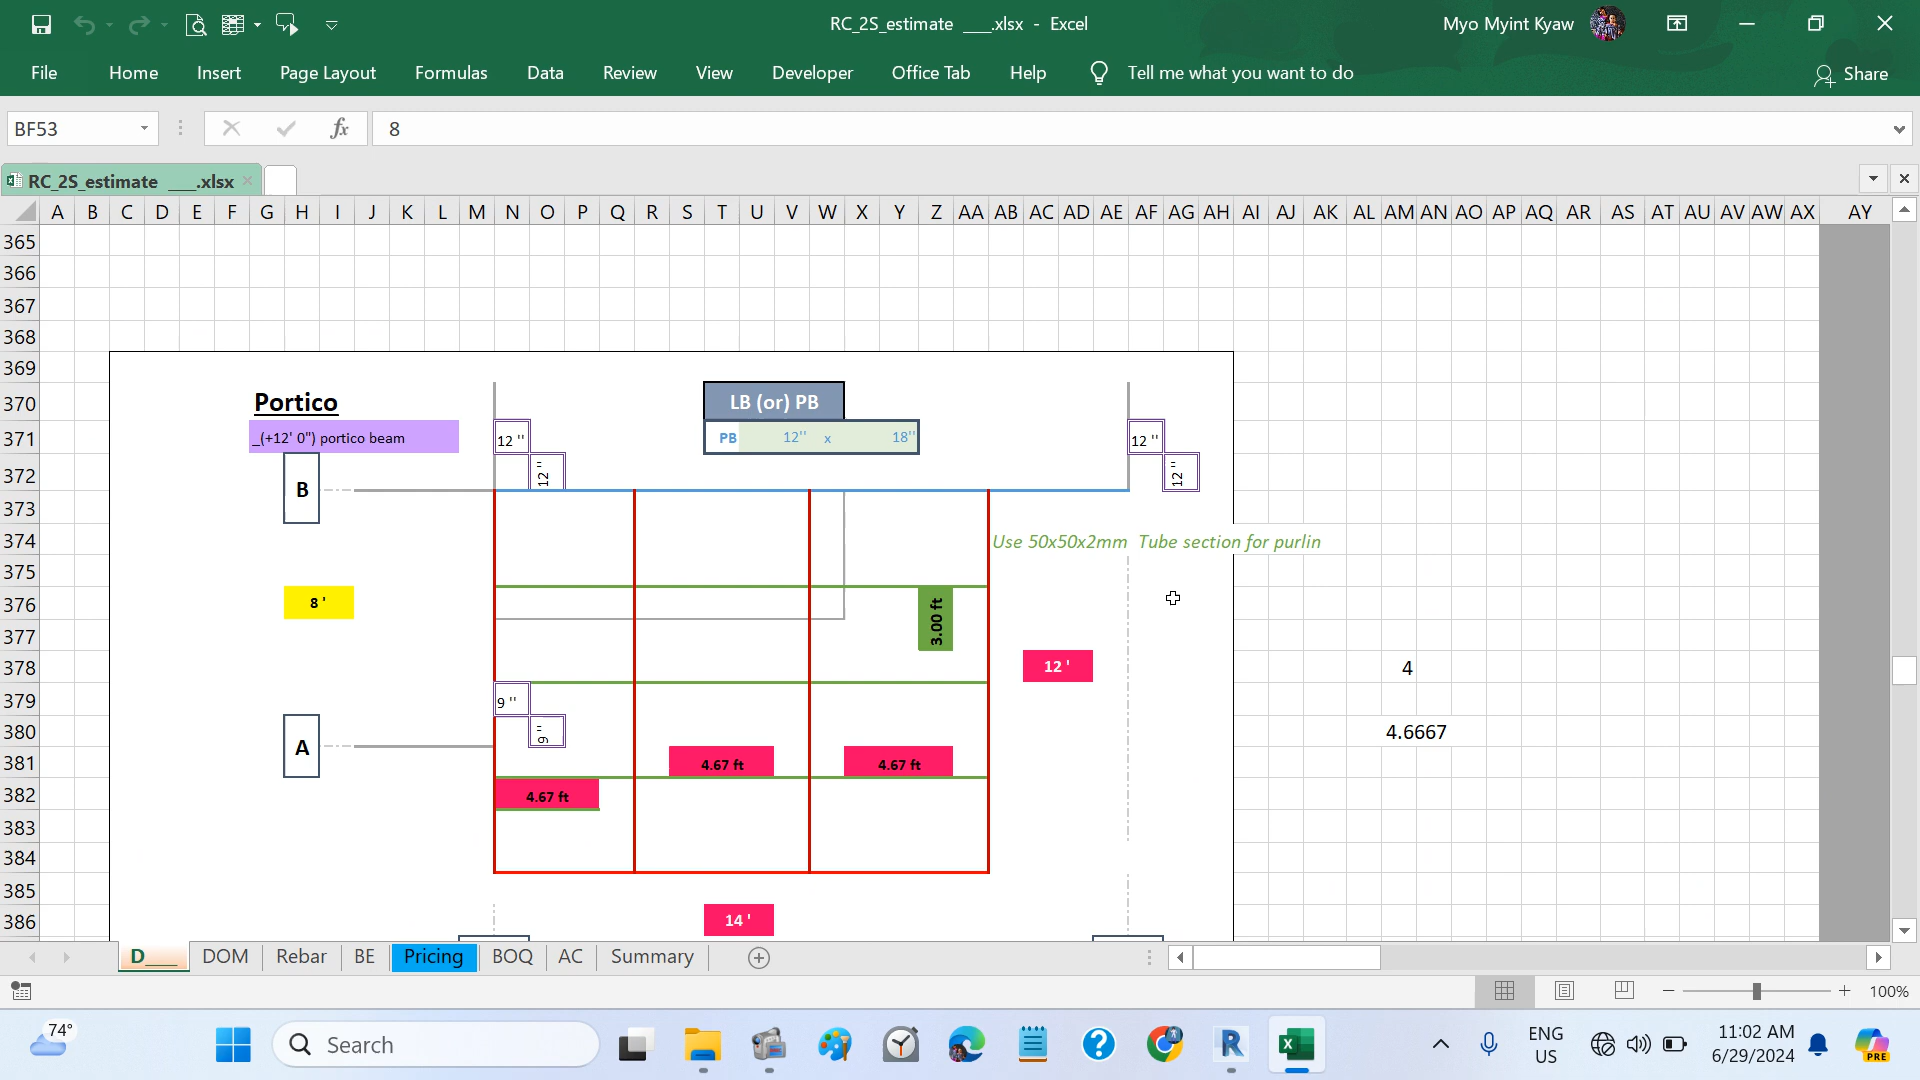 RC_2S_estimate ___.xlsx - Excel
Myo Myint Kyaw
File Home Insert Page Layout Formulas Data Review View Developer Office Tab Help Tell me what you want to do Share
BF53 fx 8
RC_2S_estimate ___.xlsx
A B C D E F G H I J K L M N O P Q R S T U V W X Y Z AA AB AC AD AE AF AG AH AI AJ AK AL AM AN AO AP AQ AR AS AT AU AV AW AX AY
365
366
367
368
369
370 Portico LB (or) PB
371 _(+12' 0") portico beam 12 '' PB 12'' x 18'' 12 ''
372 12 '' 12 ''
B
373
374 Use 50x50x2mm Tube section for purlin
375
376 8 ' 3.00 ft
377
378 12 ' 4
379 9 ''
380 A 9 '' 4.6667
381 4.67 ft 4.67 ft
382 4.67 ft
383
384
385
386 14 '
D___ DOM Rebar BE Pricing BOQ AC Summary
100%
74°
Search
ENG
US
11:02 AM
6/29/2024
PRE